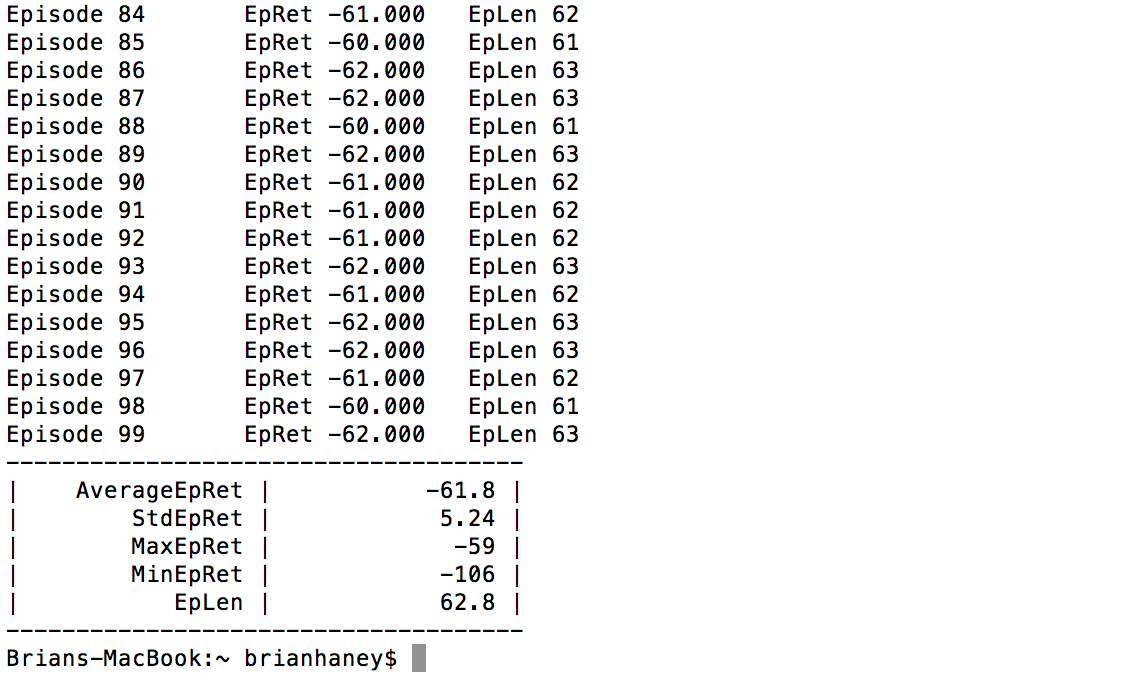 Episode 84       EpRet -61.000   EpLen 62
Episode 85       EpRet -60.000   EpLen 61
Episode 86       EpRet -62.000   EpLen 63
Episode 87       EpRet -62.000   EpLen 63
Episode 88       EpRet -60.000   EpLen 61
Episode 89       EpRet -62.000   EpLen 63
Episode 90       EpRet -61.000   EpLen 62
Episode 91       EpRet -61.000   EpLen 62
Episode 92       EpRet -61.000   EpLen 62
Episode 93       EpRet -62.000   EpLen 63
Episode 94       EpRet -61.000   EpLen 62
Episode 95       EpRet -62.000   EpLen 63
Episode 96       EpRet -62.000   EpLen 63
Episode 97       EpRet -61.000   EpLen 62
Episode 98       EpRet -60.000   EpLen 61
Episode 99       EpRet -62.000   EpLen 63
-------------------------------------
|    AverageEpRet |           -61.8 |
|        StdEpRet |            5.24 |
|        MaxEpRet |             -59 |
|        MinEpRet |            -106 |
|           EpLen |            62.8 |
-------------------------------------
Brians-MacBook:~ brianhaney$